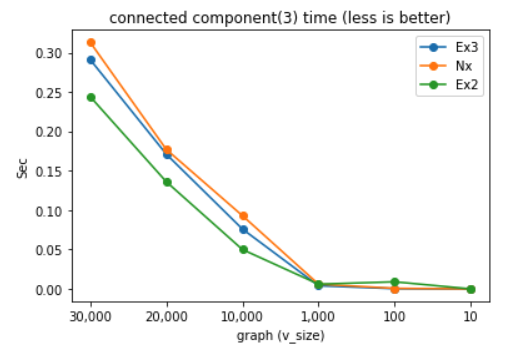 connected component(3) time (less is better)
Ex3
Nx
Ex2
0.30
0.25
0.20
0.15
0.10
0.05
0.00
Sec
30,000 20,000 10,000 1,000 100 10
graph (v_size)